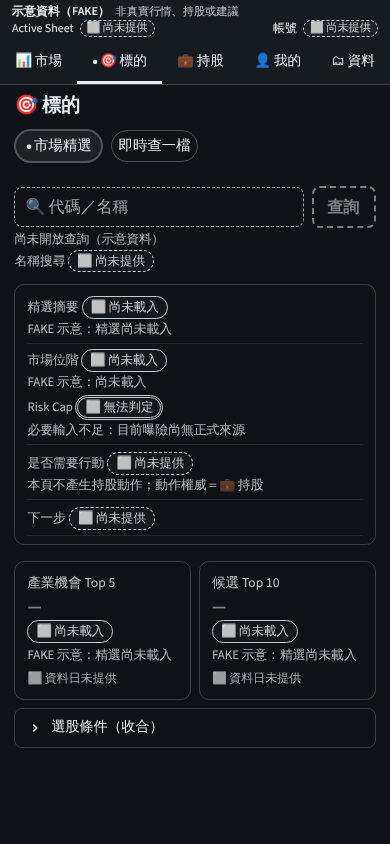 示意資料（FAKE） 非真實行情、持股或建議
Active Sheet ⬜ 尚未提供 帳號 ⬜ 尚未提供
📊 市場 •🎯 標的 💼 持股 👤 我的 🗂 資料
🎯 標的
•市場精選 即時查一檔
🔍 代碼／名稱 查詢
尚未開放查詢（示意資料）
名稱搜尋 ⬜ 尚未提供
精選摘要 ⬜ 尚未載入
FAKE 示意：精選尚未載入
市場位階 ⬜ 尚未載入
FAKE 示意：尚未載入
Risk Cap ⬜ 無法判定
必要輸入不足：目前曝險尚無正式來源
是否需要行動 ⬜ 尚未提供
本頁不產生持股動作；動作權威＝💼 持股
下一步 ⬜ 尚未提供
產業機會 Top 5
—
⬜ 尚未載入
FAKE 示意：精選尚未載入
⬜ 資料日未提供
候選 Top 10
—
⬜ 尚未載入
FAKE 示意：精選尚未載入
⬜ 資料日未提供
› 選股條件（收合）